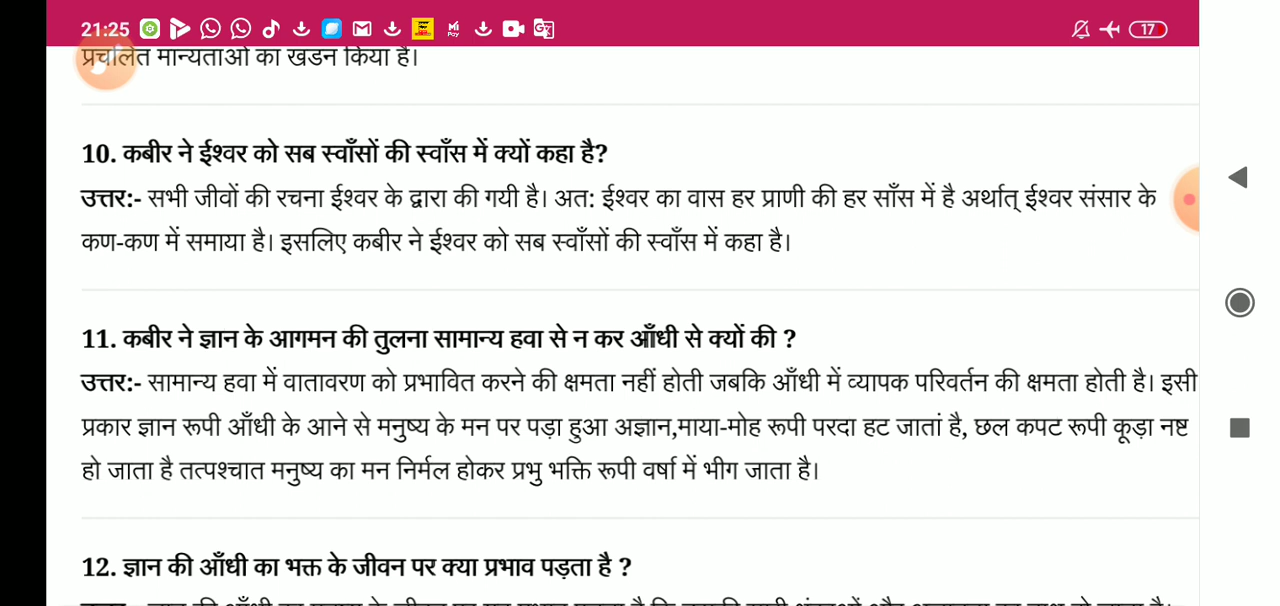 21:25 17
प्रचलित मान्यताओं का खंडन किया है।
10. कबीर ने ईश्वर को सब स्वाँसों की स्वाँस में क्यों कहा है?
उत्तर:- सभी जीवों की रचना ईश्वर के द्वारा की गयी है। अत: ईश्वर का वास हर प्राणी की हर साँस में है अर्थात् ईश्वर संसार के
कण-कण में समाया है। इसलिए कबीर ने ईश्वर को सब स्वाँसों की स्वाँस में कहा है।
11. कबीर ने ज्ञान के आगमन की तुलना सामान्य हवा से न कर आँधी से क्यों की ?
उत्तर:- सामान्य हवा में वातावरण को प्रभावित करने की क्षमता नहीं होती जबकि आँधी में व्यापक परिवर्तन की क्षमता होती है। इसी
प्रकार ज्ञान रूपी आँधी के आने से मनुष्य के मन पर पड़ा हुआ अज्ञान,माया-मोह रूपी परदा हट जातां है, छल कपट रूपी कूड़ा नष्ट
हो जाता है तत्पश्चात मनुष्य का मन निर्मल होकर प्रभु भक्ति रूपी वर्षा में भीग जाता है।
12. ज्ञान की आँधी का भक्त के जीवन पर क्या प्रभाव पड़ता है ?